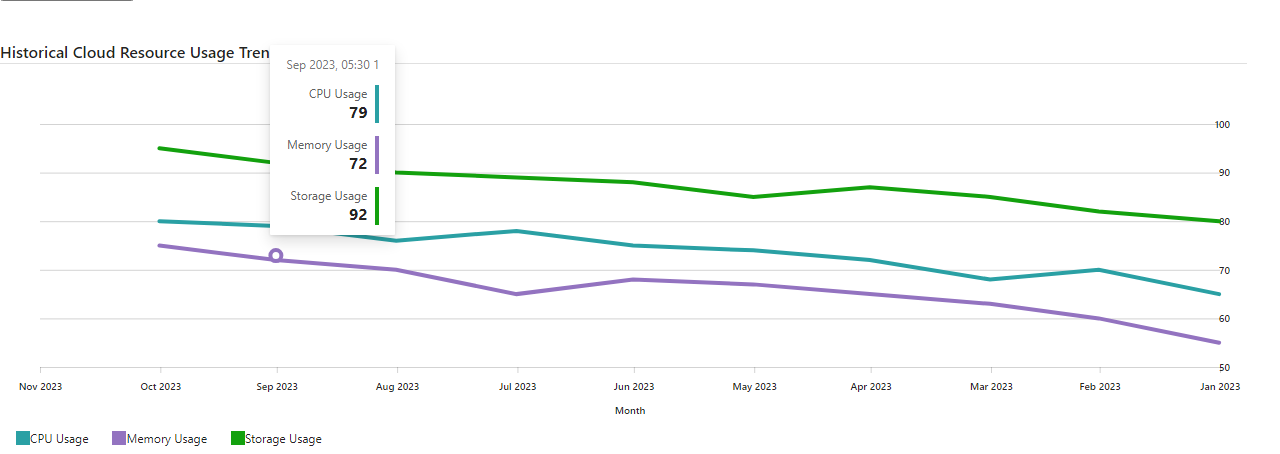 Historical Cloud Resource Usage Tren
Sep 2023, 05:30 1
CPU Usage
79
Memory Usage
72
Storage Usage
92
100
90
80
70
60
50
Nov 2023 Oct 2023 Sep 2023 Aug 2023 Jul 2023 Jun 2023 May 2023 Apr 2023 Mar 2023 Feb 2023 Jan 2023
Month
CPU Usage Memory Usage Storage Usage